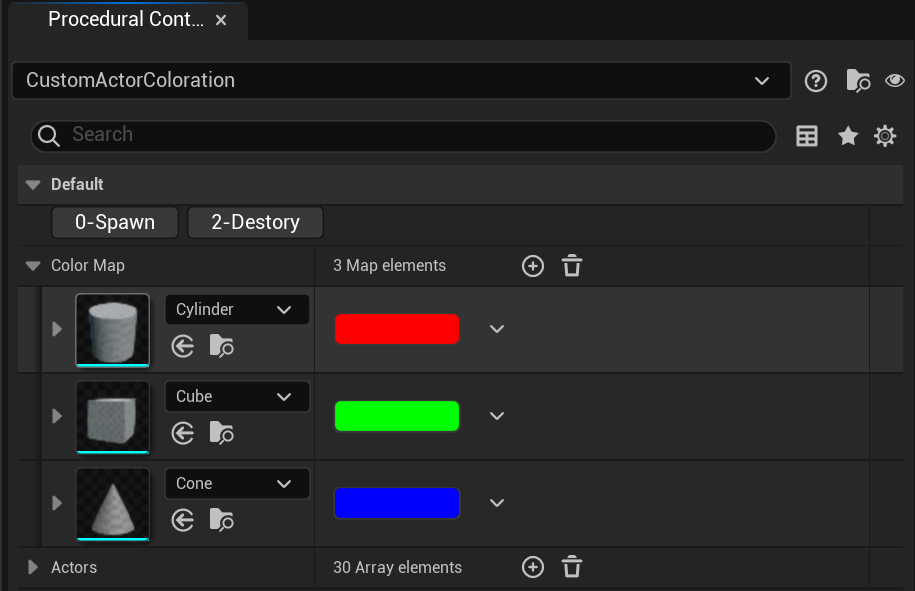 Procedural Cont...
CustomActorColoration
Search
Default
0-Spawn 2-Destory
Color Map 3 Map elements
Cylinder
Cube
Cone
Actors 30 Array elements